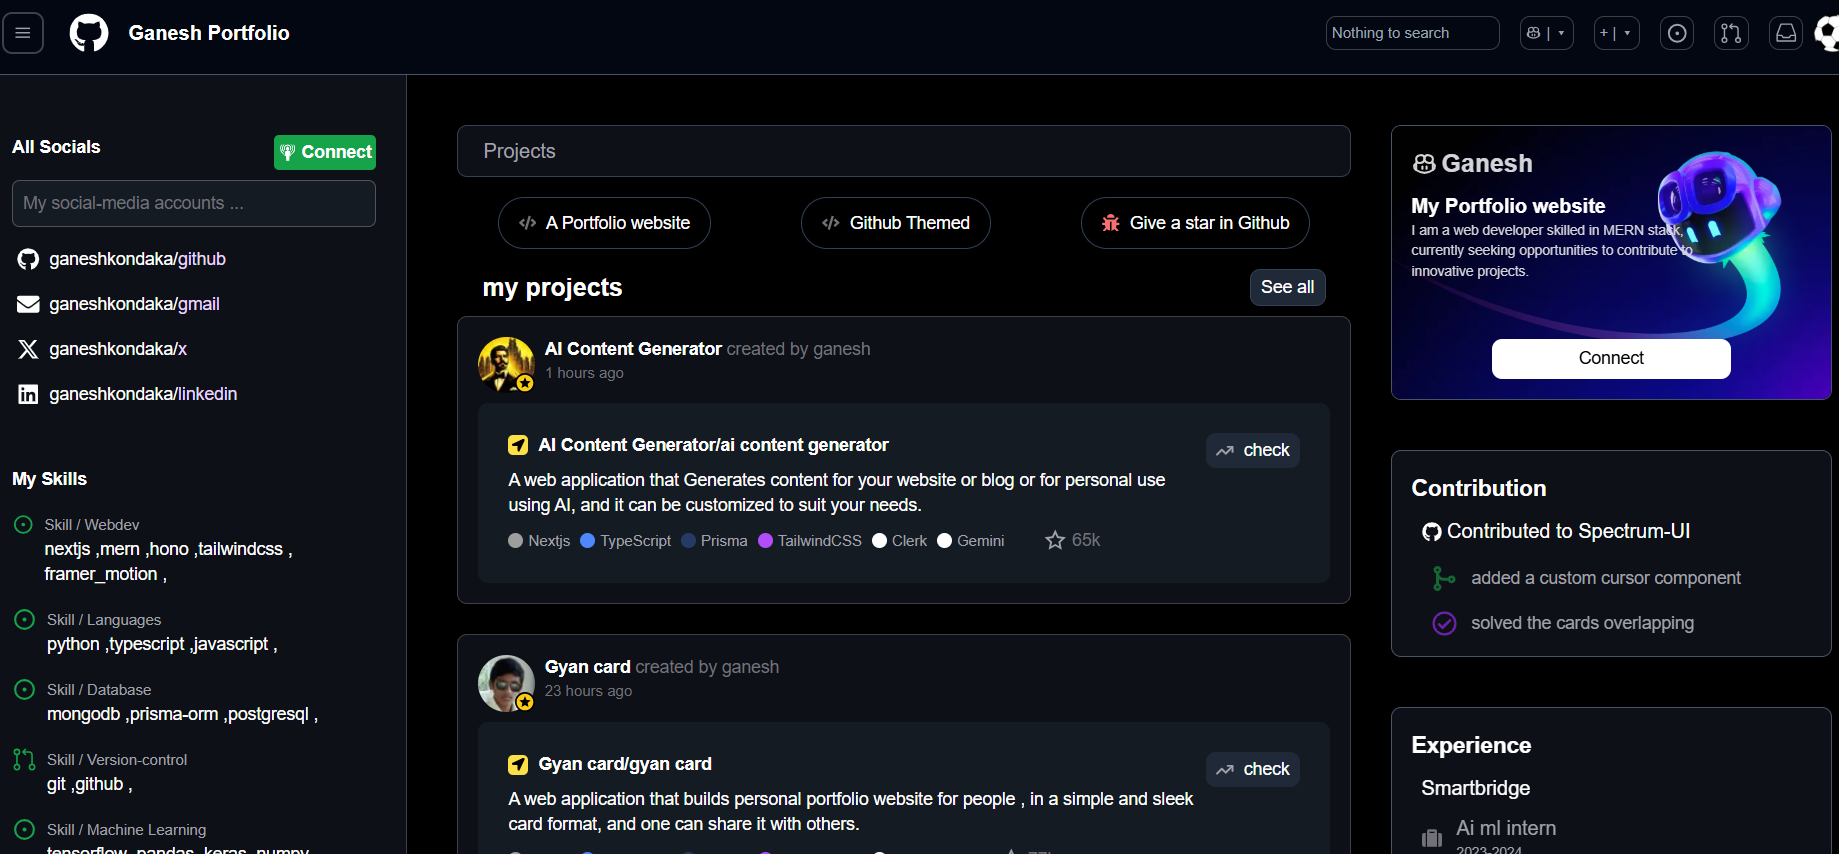 Ganesh Portfolio
Nothing to search
|
+ |
All Socials
Connect
My social-media accounts ...
ganeshkondaka/github
ganeshkondaka/gmail
ganeshkondaka/x
ganeshkondaka/linkedin
My Skills
Skill / Webdev
nextjs ,mern ,hono ,tailwindcss ,
framer_motion ,
Skill / Languages
python ,typescript ,javascript ,
Skill / Database
mongodb ,prisma-orm ,postgresql ,
Skill / Version-control
git ,github ,
Skill / Machine Learning
tensorflow ,pandas ,keras ,numpy
Projects
A Portfolio website
Github Themed
Give a star in Github
my projects
See all
AI Content Generator created by ganesh
1 hours ago
AI Content Generator/ai content generator
check
A web application that Generates content for your website or blog or for personal use
using AI, and it can be customized to suit your needs.
Nextjs TypeScript Prisma TailwindCSS Clerk Gemini 65k
Gyan card created by ganesh
23 hours ago
Gyan card/gyan card
check
A web application that builds personal portfolio website for people , in a simple and sleek
card format, and one can share it with others.
Ganesh
My Portfolio website
I am a web developer skilled in MERN stack,
currently seeking opportunities to contribute to
innovative projects.
Connect
Contribution
Contributed to Spectrum-UI
added a custom cursor component
solved the cards overlapping
Experience
Smartbridge
Ai ml intern
2023-2024